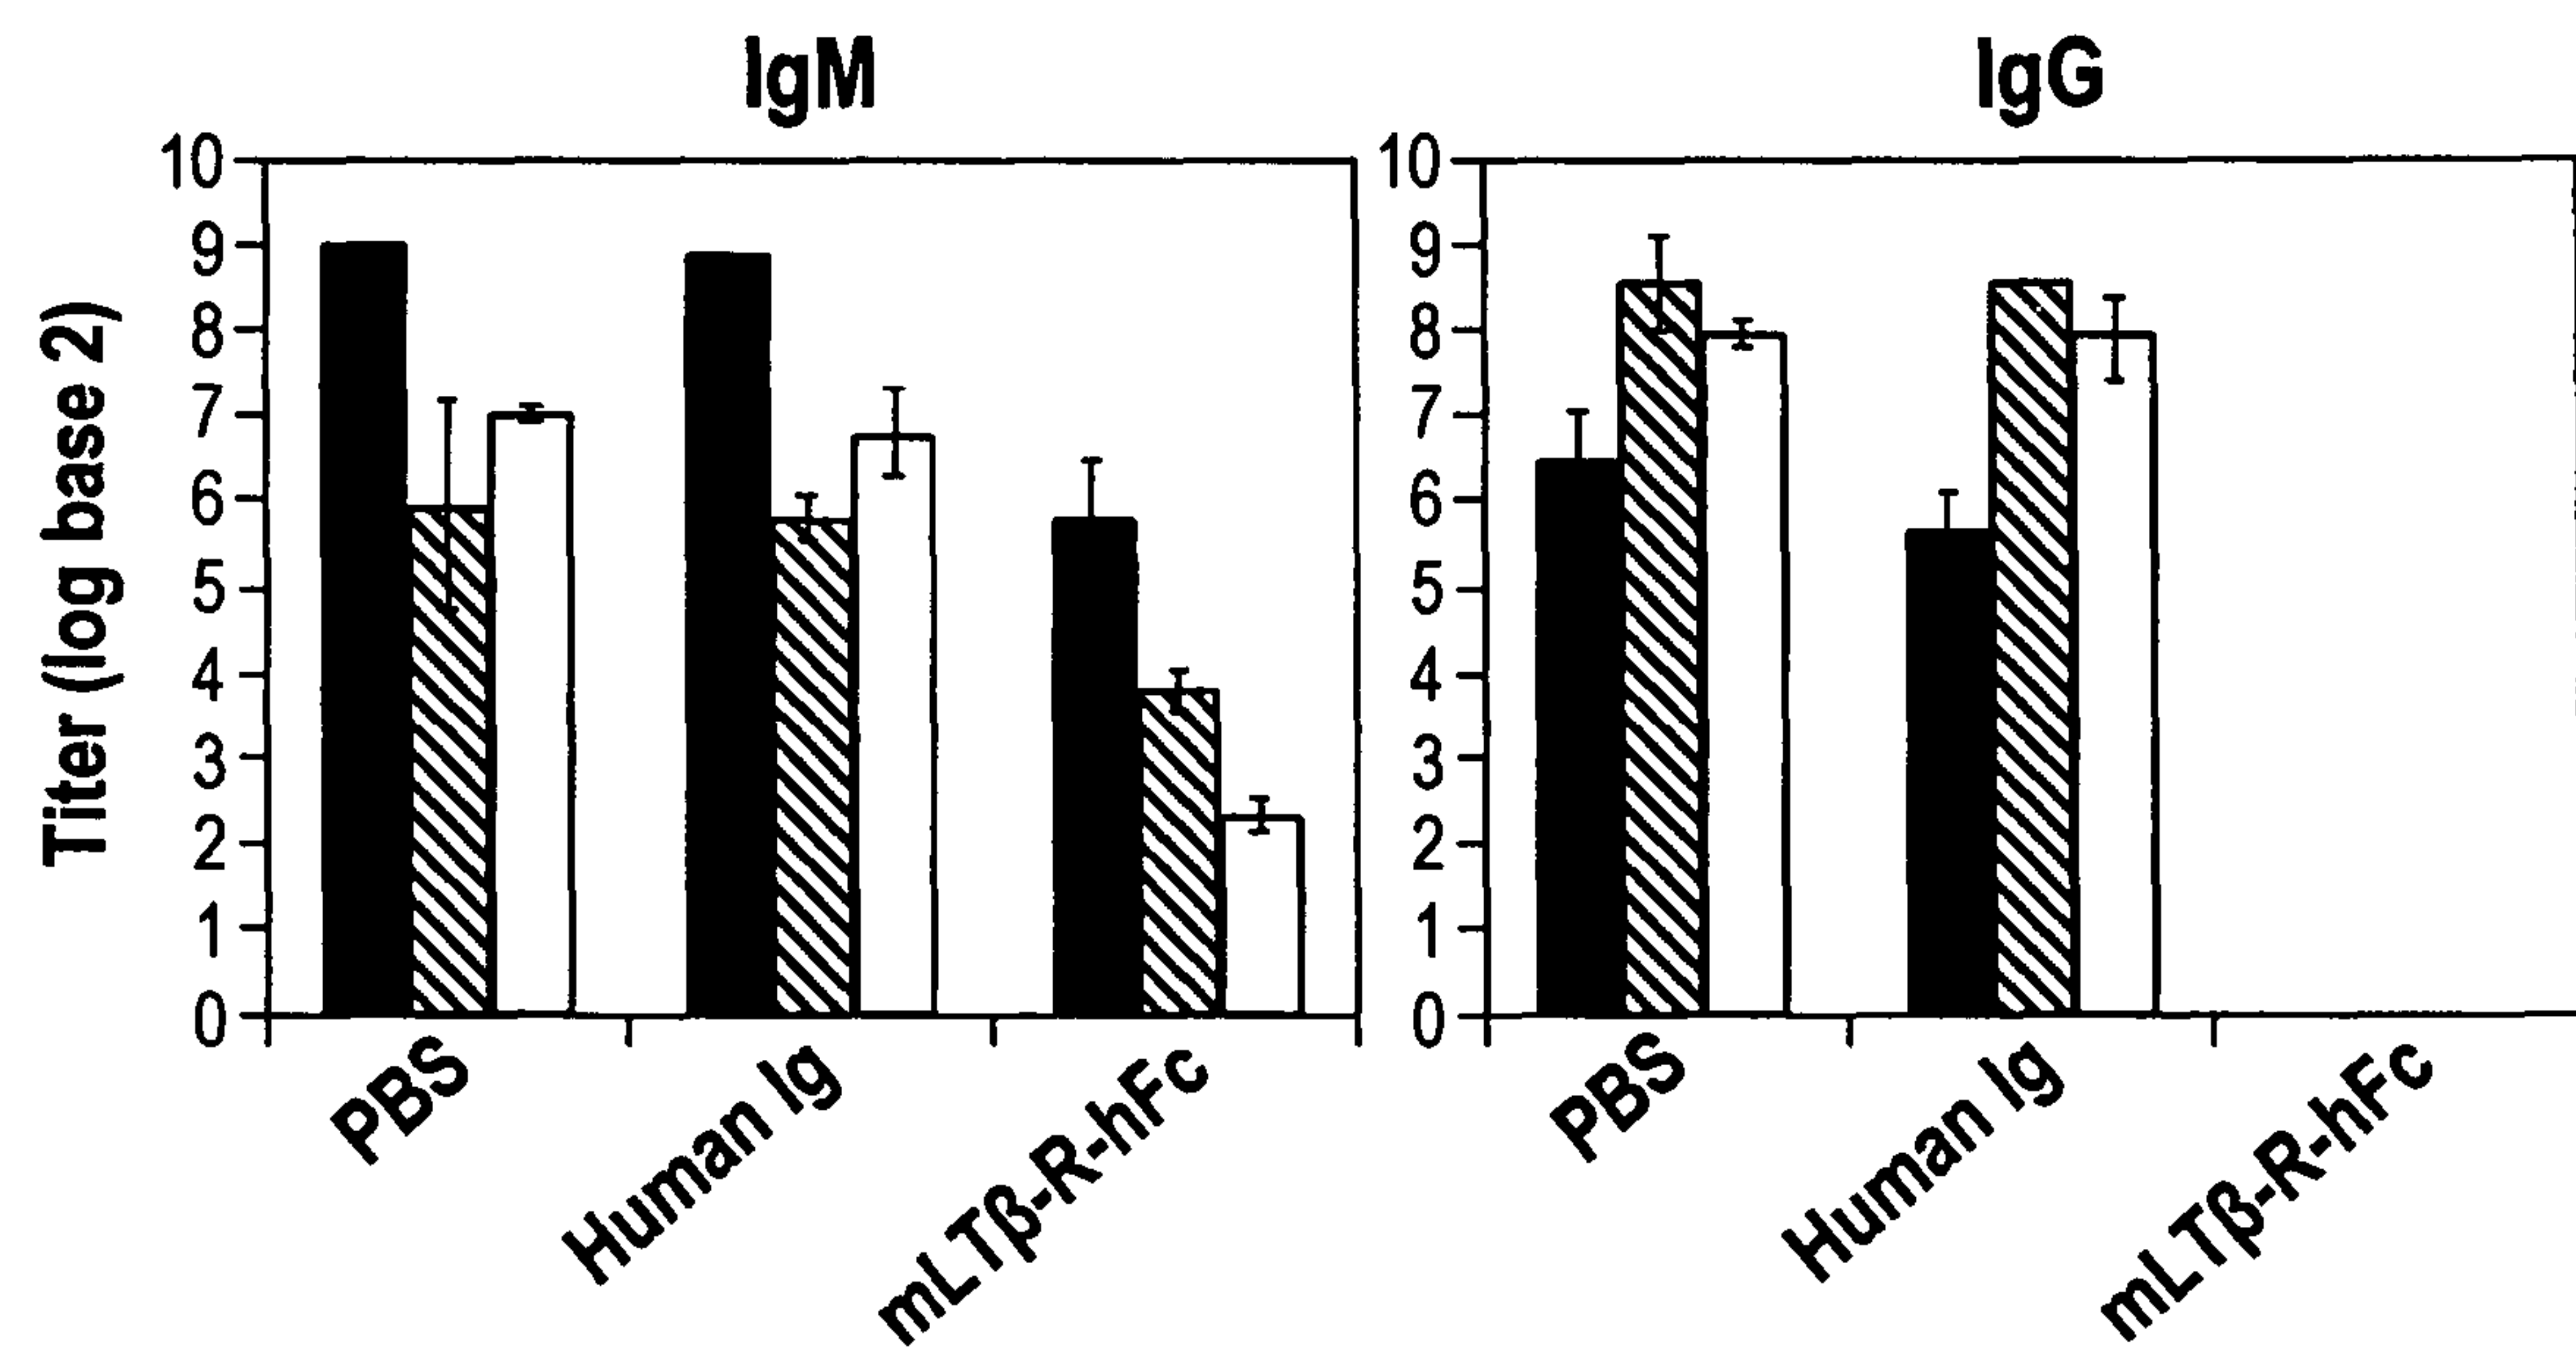 IgM
IgG
Titer (log base 2)
10
9
8
7
6
5
4
3
2
1
0
PBS
Human Ig
mLTβ-R-hFc
10
9
8
7
6
5
4
3
2
1
0
PBS
Human Ig
mLTβ-R-hFc